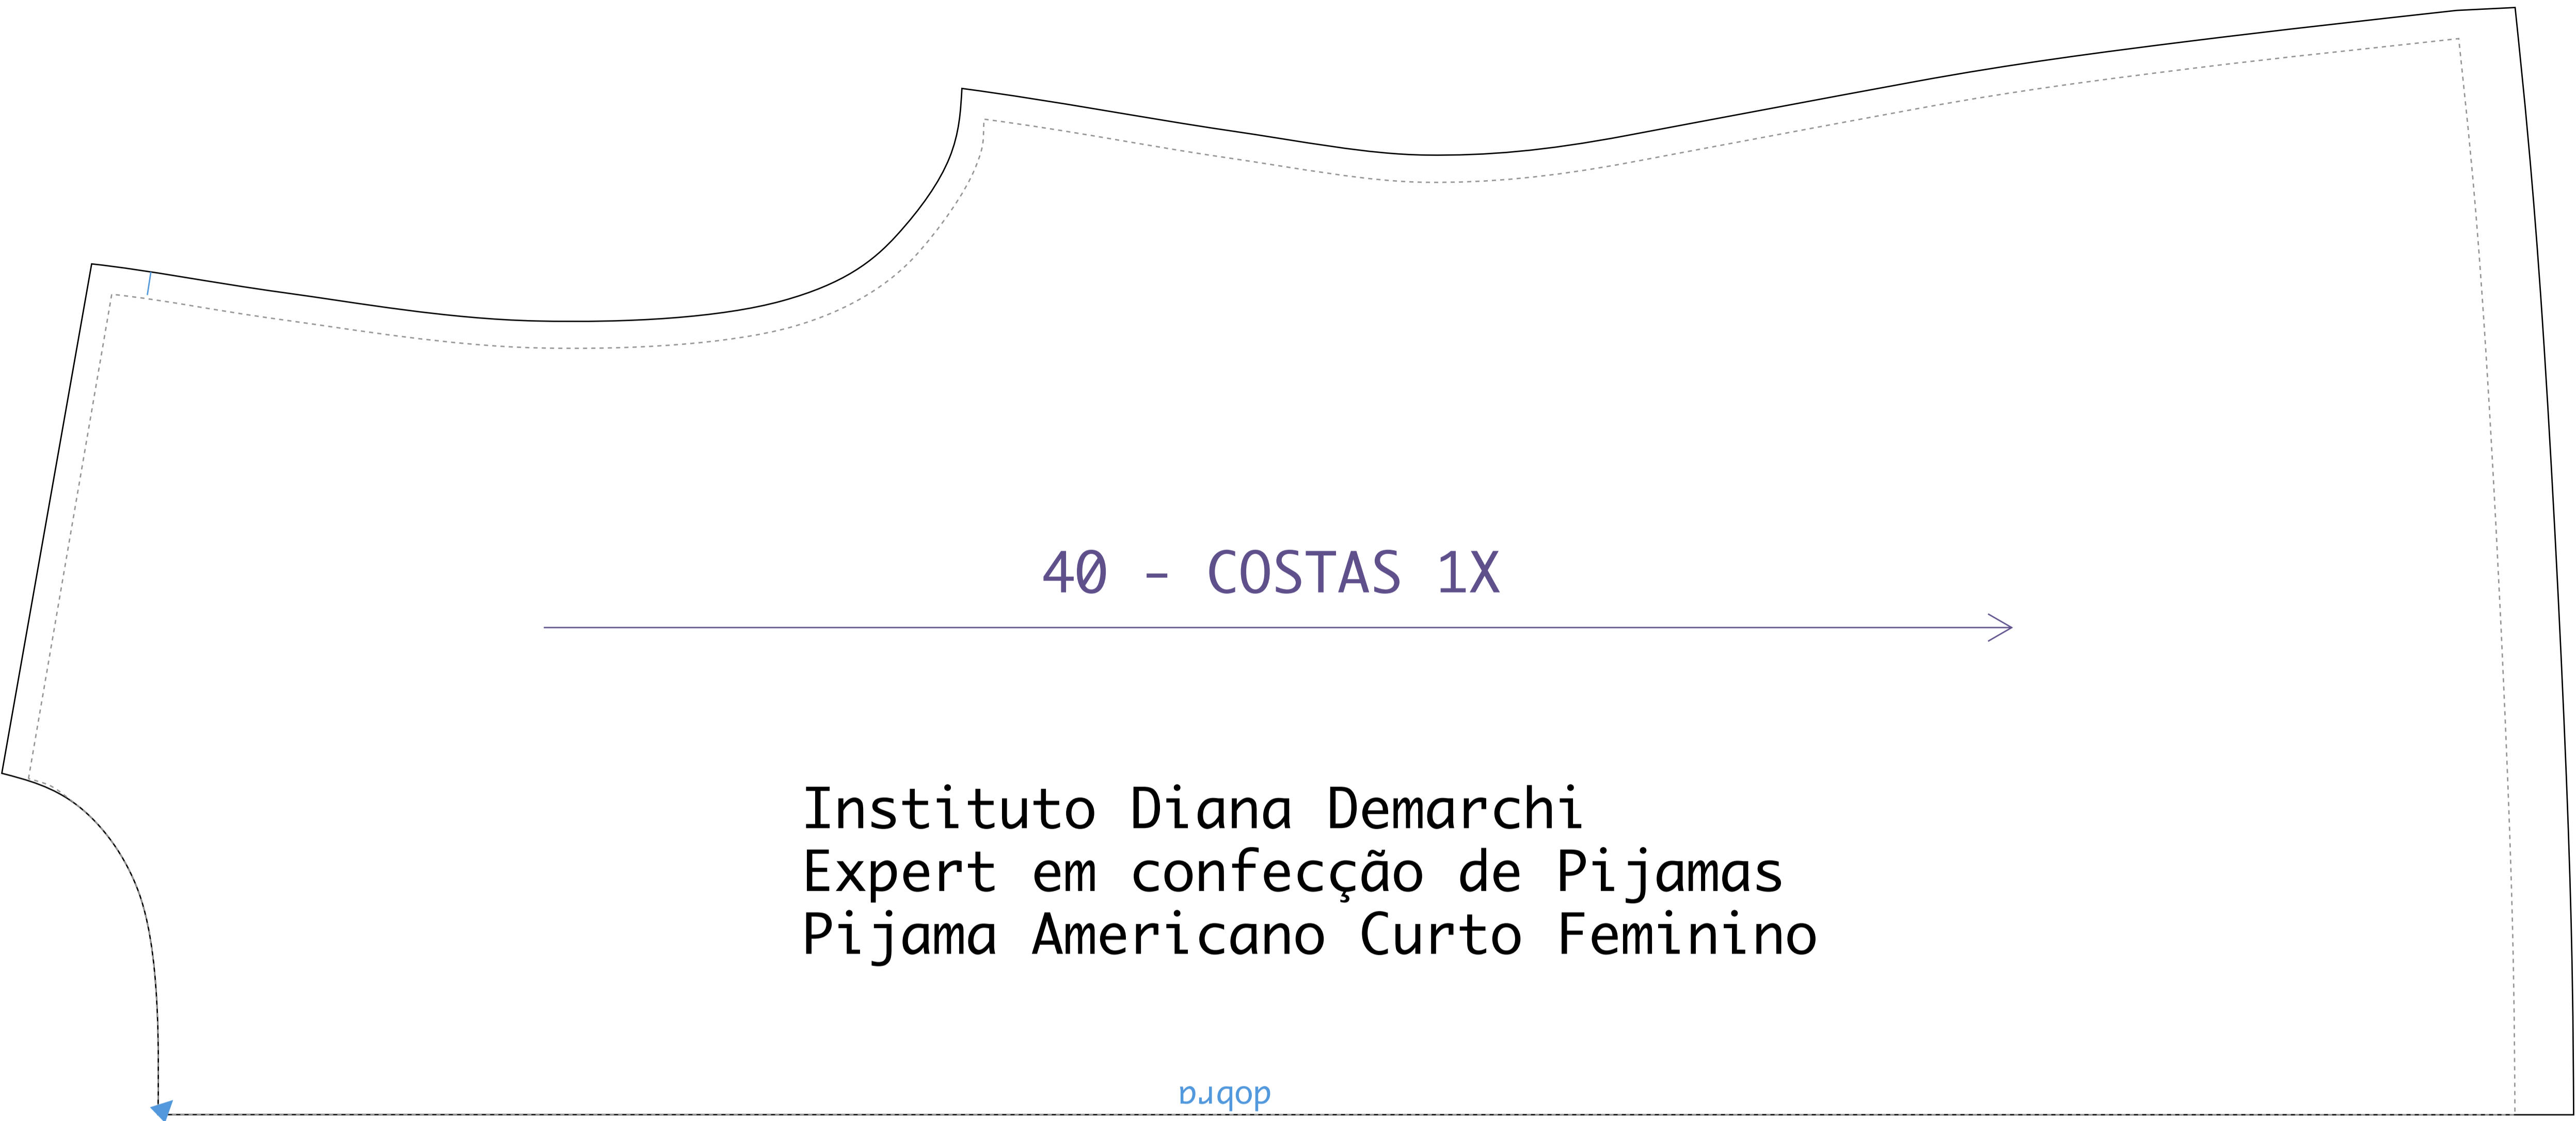 40 - COSTAS 1X
Instituto Diana Demarchi
Expert em confecção de Pijamas
Pijama Americano Curto Feminino
dobra